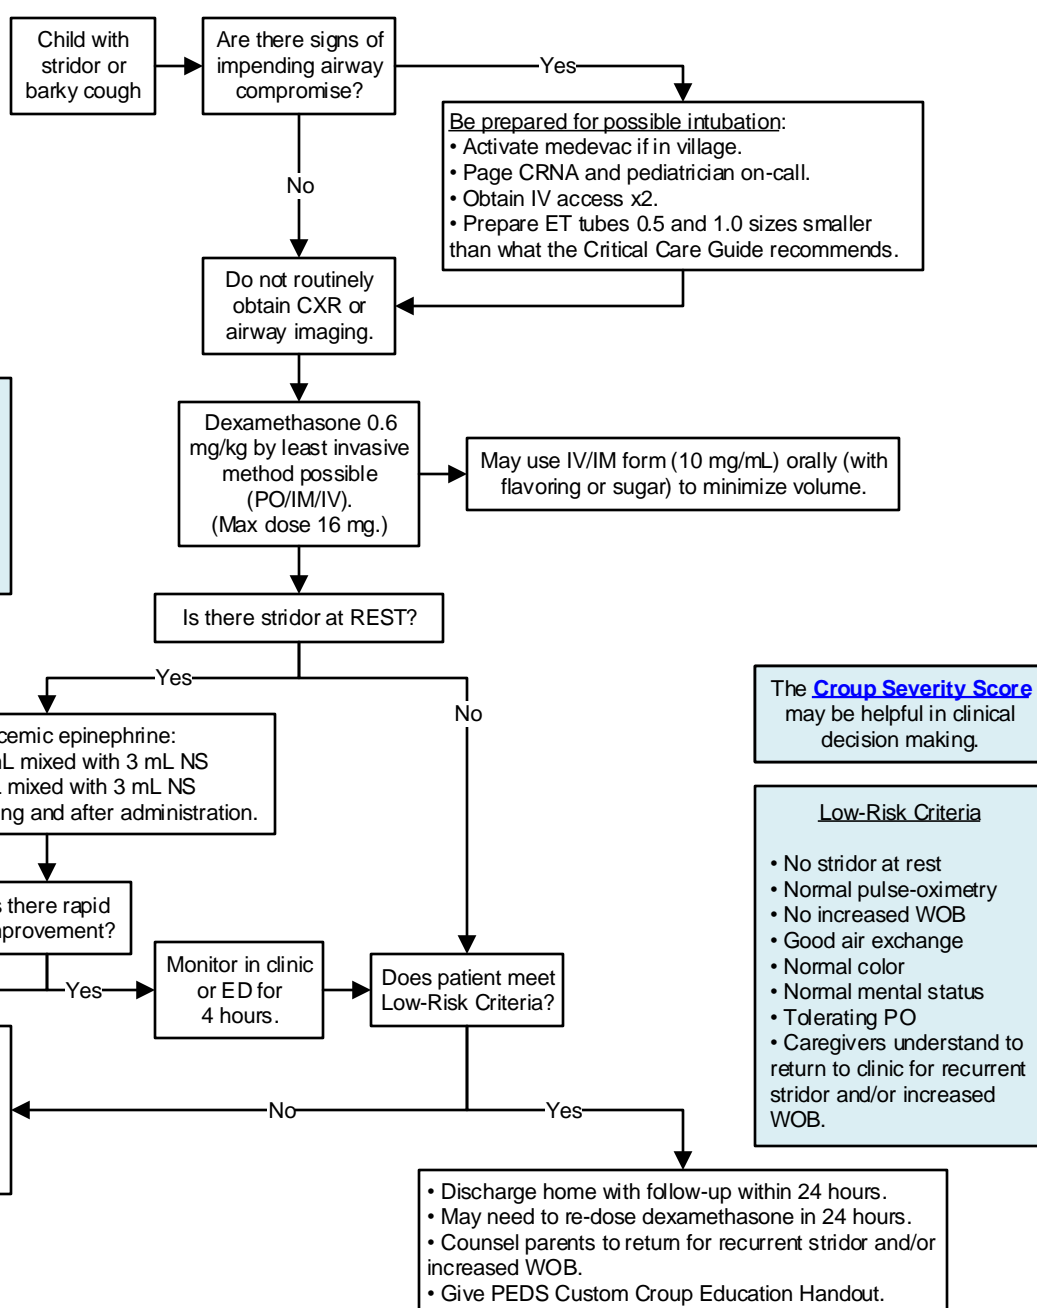 Child with
stridor or
barky cough
Are there signs of
impending airway
compromise?
Yes
Be prepared for possible intubation:
• Activate medevac if in village.
• Page CRNA and pediatrician on-call.
• Obtain IV access x2.
• Prepare ET tubes 0.5 and 1.0 sizes smaller
than what the Critical Care Guide recommends.
No
Do not routinely
obtain CXR or
airway imaging.
Dexamethasone 0.6
mg/kg by least invasive
method possible
(PO/IM/IV).
(Max dose 16 mg.)
May use IV/IM form (10 mg/mL) orally (with
flavoring or sugar) to minimize volume.
Is there stridor at REST?
Yes
No
The Croup Severity Score
may be helpful in clinical
decision making.
epinephrine:
mixed with 3 mL NS
mixed with 3 mL NS
and after administration.
Low-Risk Criteria
• No stridor at rest
• Normal pulse-oximetry
• No increased WOB
• Good air exchange
• Normal color
• Normal mental status
• Tolerating PO
• Caregivers understand to
return to clinic for recurrent
stridor and/or increased
WOB.
there rapid
Yes
Monitor in clinic
or ED for
4 hours.
Does patient meet
Low-Risk Criteria?
No
Yes
• Discharge home with follow-up within 24 hours.
• May need to re-dose dexamethasone in 24 hours.
• Counsel parents to return for recurrent stridor and/or
increased WOB.
• Give PEDS Custom Croup Education Handout.